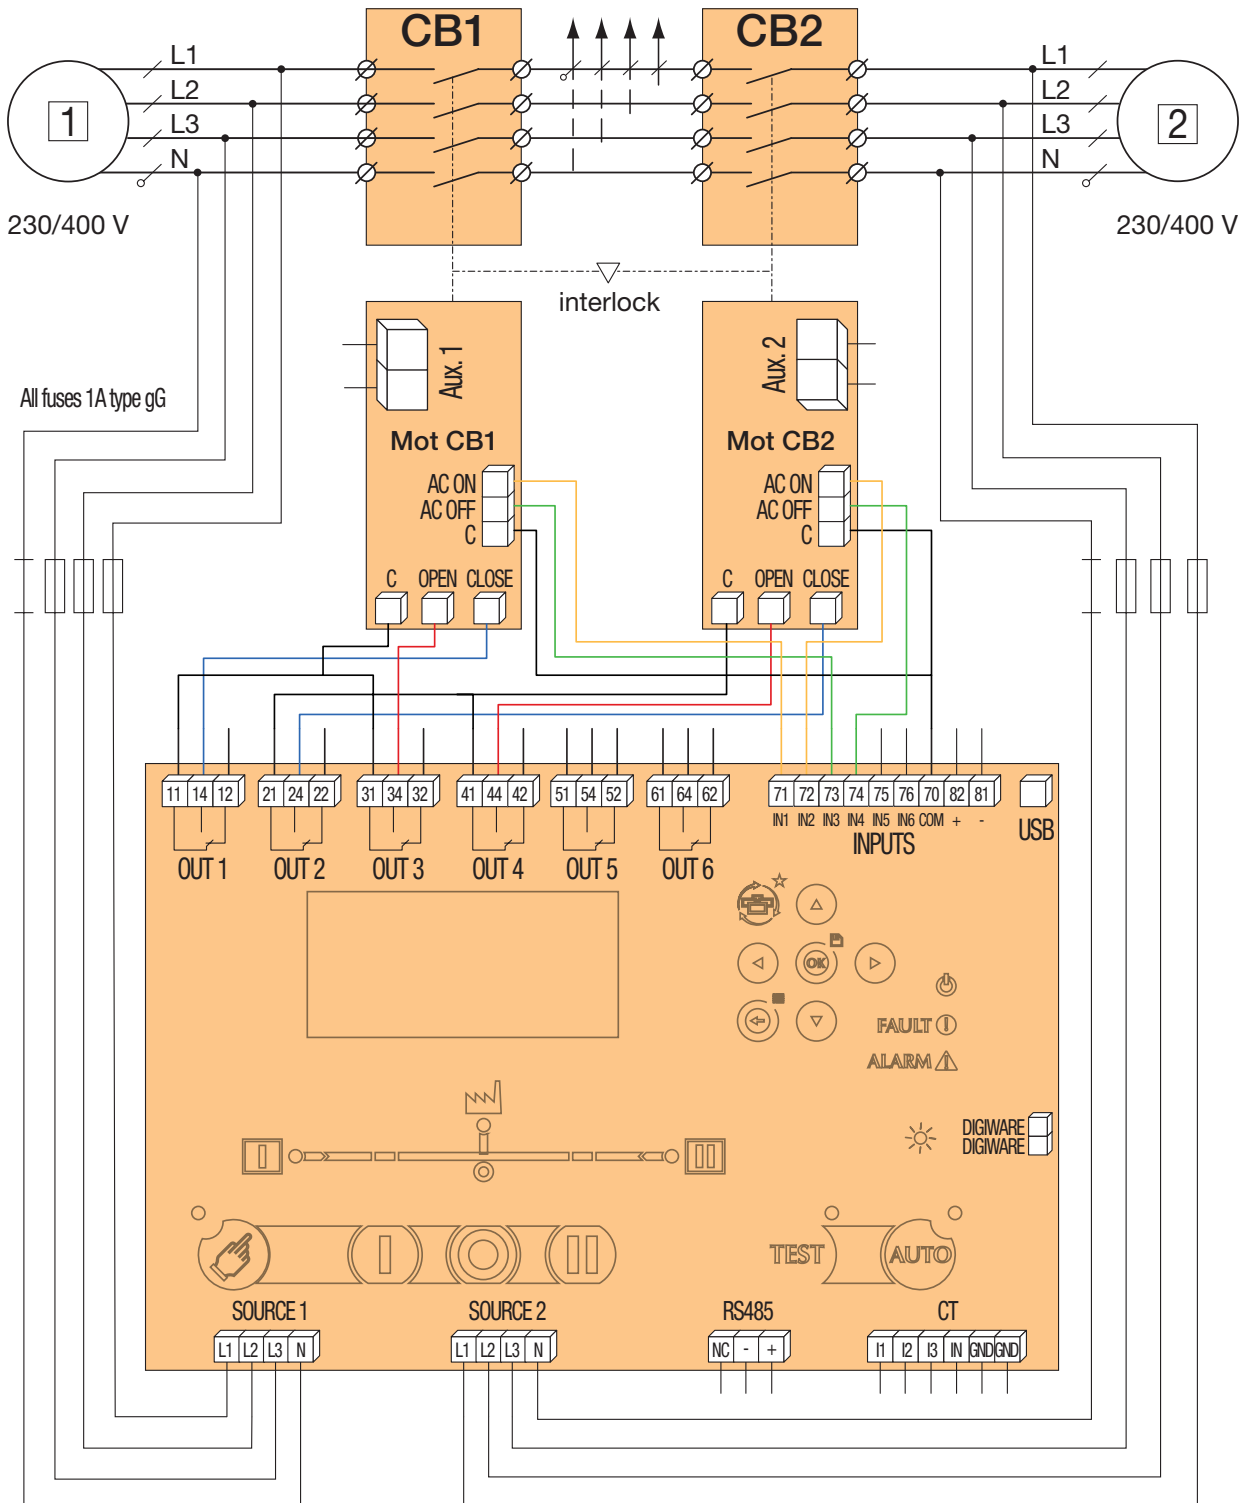 CB1 CB2
L1 L1
L2 L2
1 L3 L3 2
N N
230/400 V 230/400 V
interlock
Aux. 1 Aux. 2
All fuses 1A type gG
Mot CB1 Mot CB2
AC ON AC ON
AC OFF AC OFF
C C
C OPEN CLOSE C OPEN CLOSE
11 14 12 21 24 22 31 34 32 41 44 42 51 54 52 61 64 62 71 72 73 74 75 76 70 82 81
IN1 IN2 IN3 IN4 IN5 IN6 COM + -
OUT 1 OUT 2 OUT 3 OUT 4 OUT 5 OUT 6 INPUTS USB
OK
FAULT
ALARM
DIGIWARE
DIGIWARE
I II
I II TEST AUTO
SOURCE 1 SOURCE 2 RS485 CT
L1 L2 L3 N L1 L2 L3 N NC - + I1 I2 I3 IN GND GND